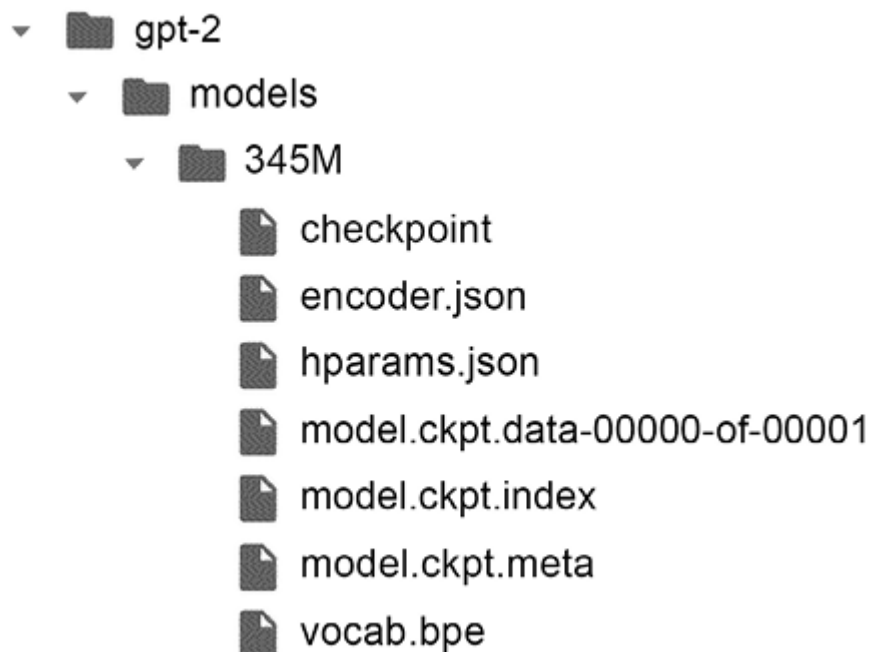 gpt-2
models
345M
checkpoint
encoder.json
hparams.json
model.ckpt.data-00000-of-00001
model.ckpt.index
model.ckpt.meta
vocab.bpe